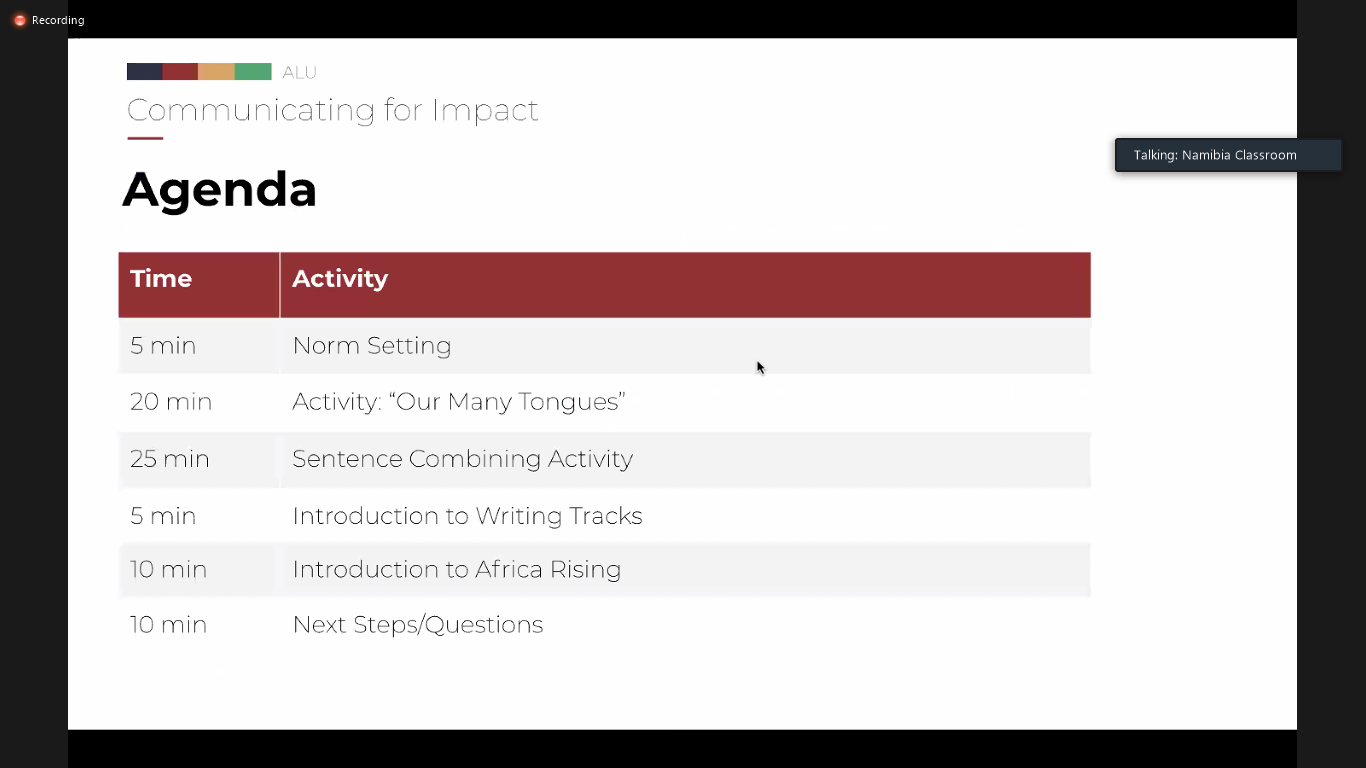 Recording
ALU
Communicating for Impact
Talking: Namibia Classroom
Agenda
Time Activity
5 min Norm Setting
20 min Activity: “Our Many Tongues”
25 min Sentence Combining Activity
5 min Introduction to Writing Tracks
10 min Introduction to Africa Rising
10 min Next Steps/Questions